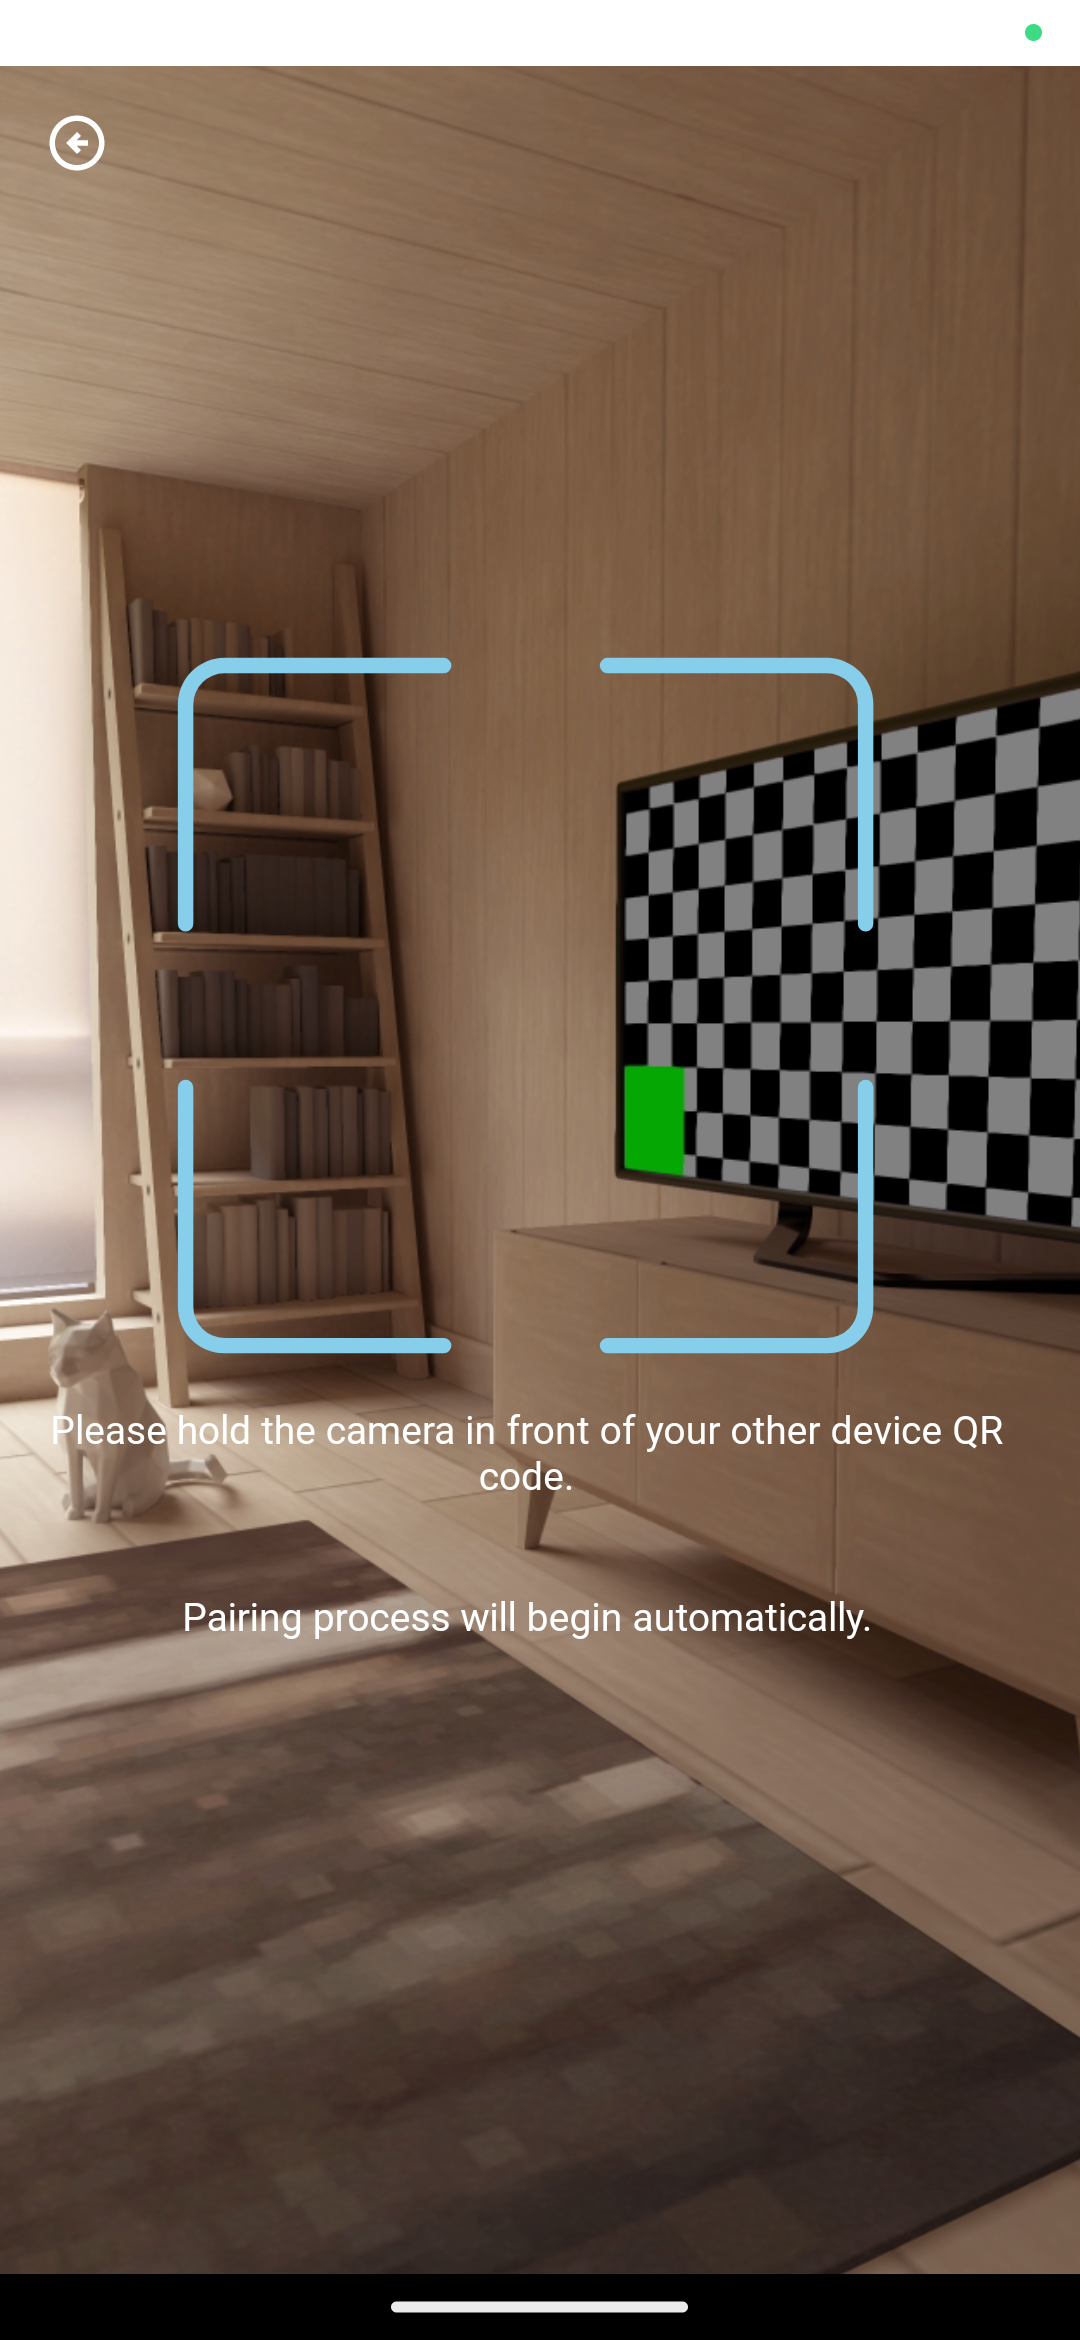 Please hold the camera in front of your other device QR
code.
Pairing process will begin automatically.